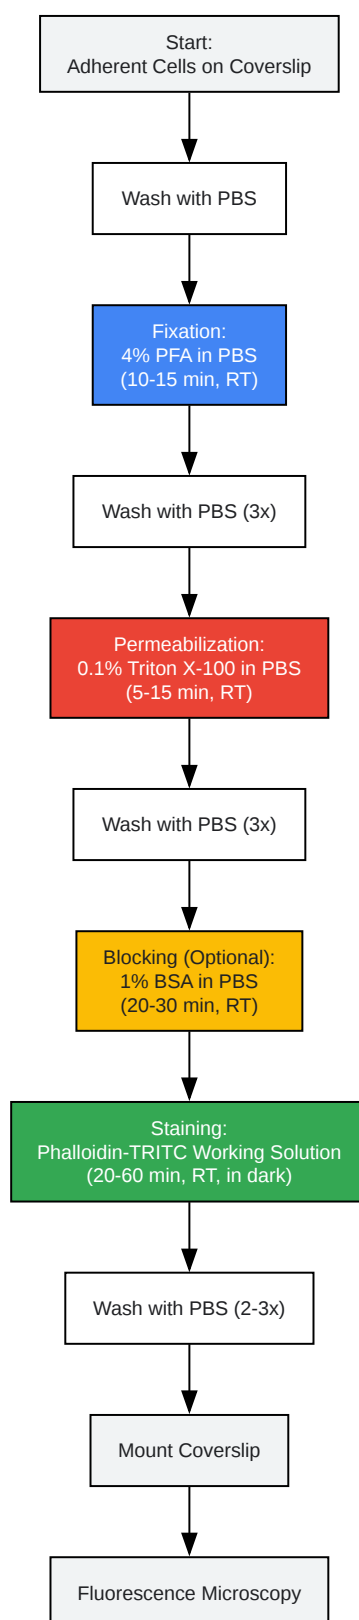 Start:
Adherent Cells on Coverslip
Wash with PBS
Fixation:
4% PFA in PBS
(10-15 min, RT)
Wash with PBS (3x)
Permeabilization:
0.1% Triton X-100 in PBS
(5-15 min, RT)
Wash with PBS (3x)
Blocking (Optional):
1% BSA in PBS
(20-30 min, RT)
Staining:
Phalloidin-TRITC Working Solution
(20-60 min, RT, in dark)
Wash with PBS (2-3x)
Mount Coverslip
Fluorescence Microscopy